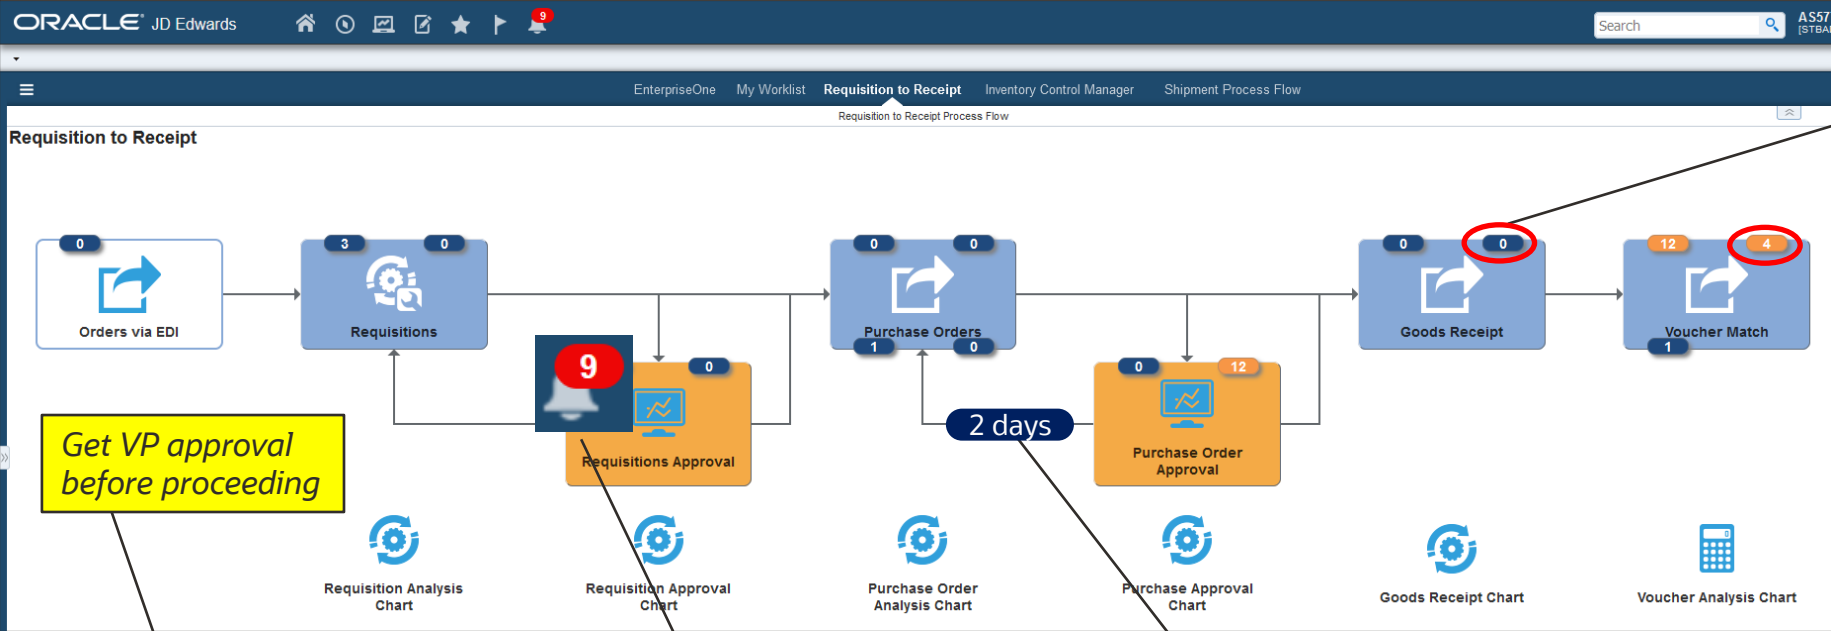 ORACLE JD Edwards
9
Search
AS57
[STBA
EnterpriseOne My Worklist Requisition to Receipt Inventory Control Manager Shipment Process Flow
Requisition to Receipt Process Flow
Requisition to Receipt
0
Orders via EDI
3 0
Requisitions
0 0
Purchase Orders
1 0
0 0
Goods Receipt
12 4
Voucher Match
1
9
0
Requisitions Approval
2 days
0 12
Purchase Order
Approval
Get VP approval
before proceeding
Requisition Analysis
Chart
Requisition Approval
Chart
Purchase Order
Analysis Chart
Purchase Approval
Chart
Goods Receipt Chart
0
Voucher Analysis Chart